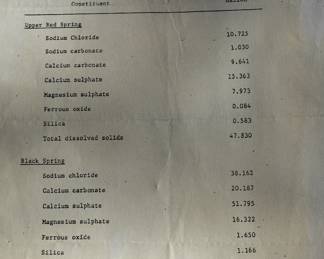 Constituent
Upper Red Spring
Sodium Chloride 10.725
Sodium carbonate 1.030
Calcium carbonate
Calcium sulphate 15.363
Magnesium sulphate 7.973
Ferrous oxide 0.084
Silica 0.583
Total dissolved solids 47.830
Black Spring
Sodium chloride 38.162
Calcium carbonate 20.187
Calcium sulphate 51.795
Magnesium sulphate 16.322
Ferrous oxide 1.650
Silica 1.166